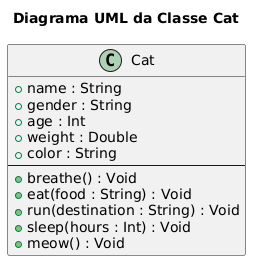 Diagrama UML da Classe Cat
C Cat
name : String
gender : String
age : Int
weight : Double
color : String
breathe() : Void
eat(food : String) : Void
run(destination : String) : Void
sleep(hours : Int) : Void
meow() : Void